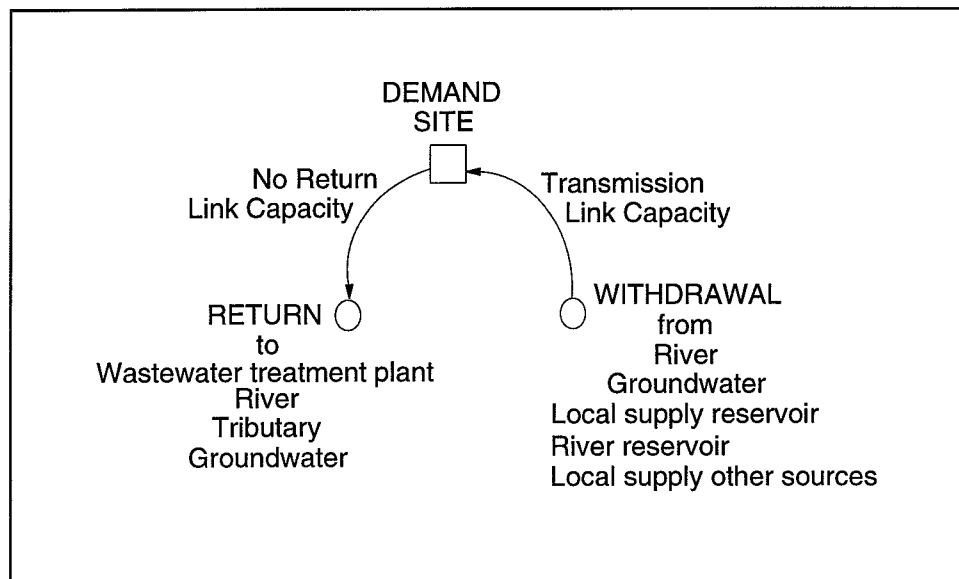 DEMAND
SITE
No Return
Link Capacity
Transmission
Link Capacity
RETURN
to
Wastewater treatment plant
River
Tributary
Groundwater
WITHDRAWAL
from
River
Groundwater
Local supply reservoir
River reservoir
Local supply other sources